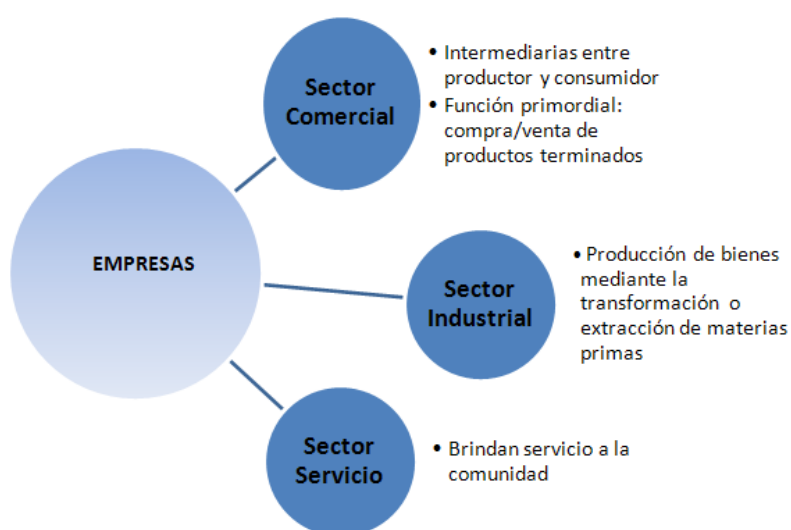 Sector
Comercial
• Intermediarias entre
productor y consumidor
• Función primordial:
compra/venta de
productos terminados
EMPRESAS
Sector
Industrial
• Producción de bienes
mediante la
transformación o
extracción de materias
primas
Sector
Servicio
• Brindan servicio a la
comunidad